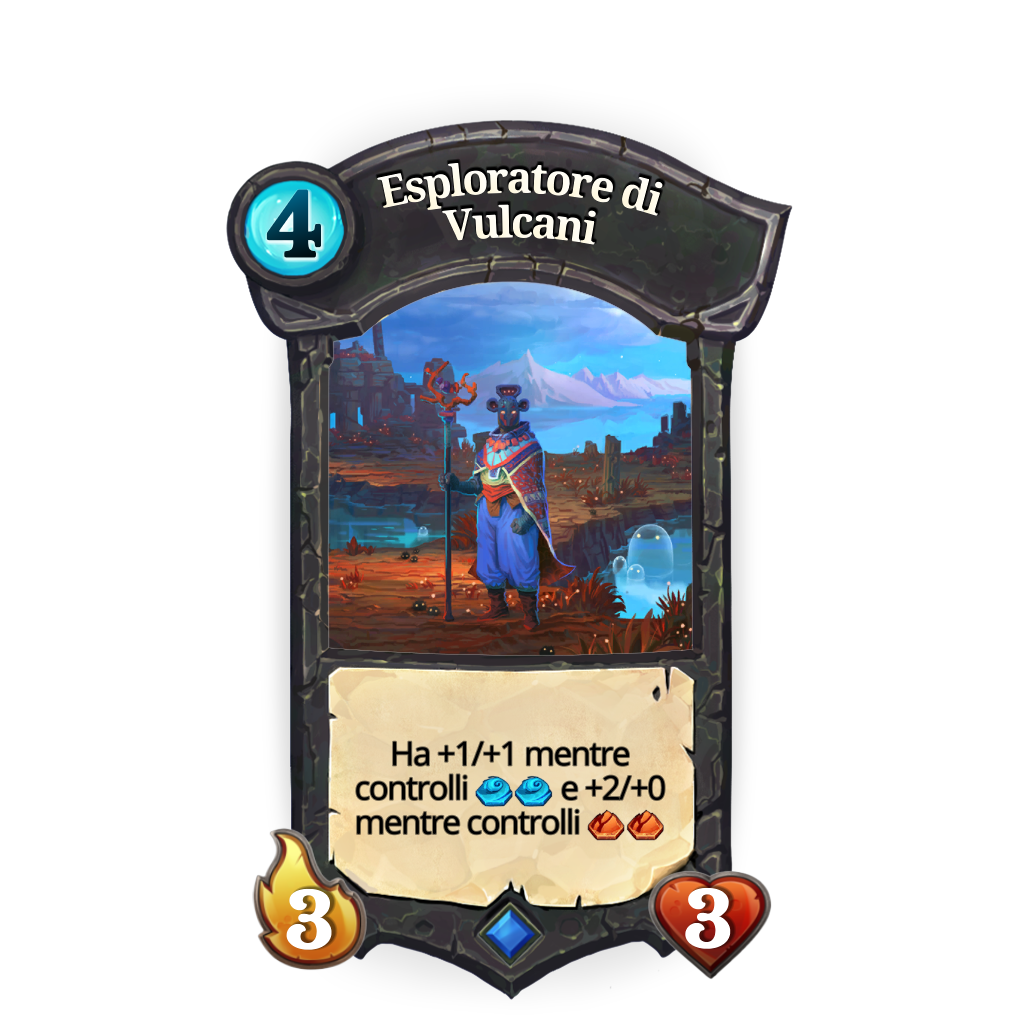 4
Esploratore di
Vulcani
Ha +1/+1 mentre
controlli e +2/+0
mentre controlli
3
3